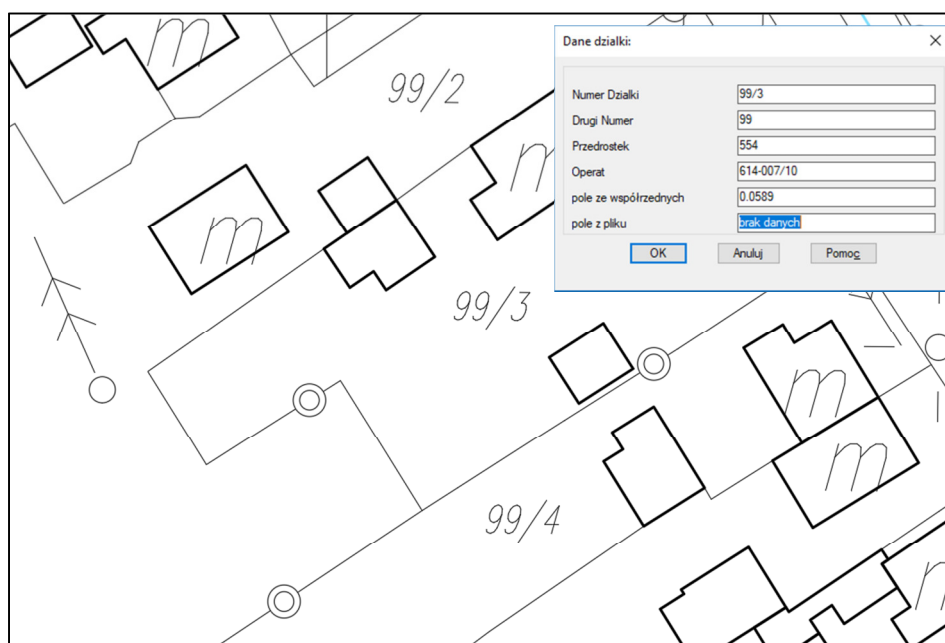 m
99/2
m
m
99/3
m
m
99/4
m
Dane dzialki:
Numer Dzialki 99/3
Drugi Numer 99
Przedrostek 554
Operat 614-007/10
pole ze współrzednych 0.0589
pole z pliku brak danych
OK Anuluj Pomoc